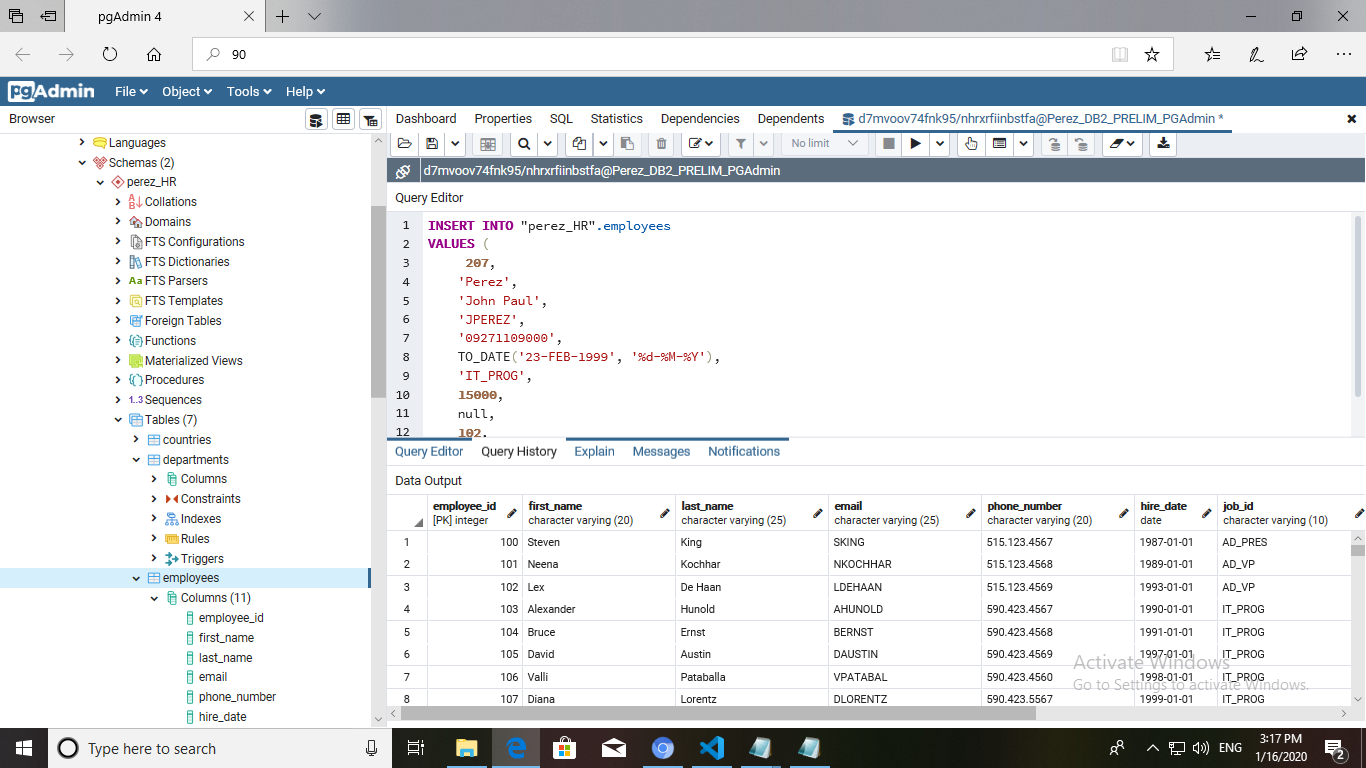 pgAdmin 4
90
pgAdmin File Object Tools Help
Browser
Dashboard Properties SQL Statistics Dependencies Dependents d7mvoov74fnk95/nhrxrfiinbstfa@Perez_DB2_PRELIM_PGAdmin *
No limit
d7mvoov74fnk95/nhrxrfiinbstfa@Perez_DB2_PRELIM_PGAdmin
Languages
Schemas (2)
perez_HR
Collations
Domains
FTS Configurations
FTS Dictionaries
Aa FTS Parsers
FTS Templates
Foreign Tables
Functions
Materialized Views
Procedures
1..3 Sequences
Tables (7)
countries
departments
Columns
Constraints
Indexes
Rules
Triggers
employees
Columns (11)
employee_id
first_name
last_name
email
phone_number
hire_date
Query Editor
1 INSERT INTO "perez_HR".employees
2 VALUES (
3 207,
4 'Perez',
5 'John Paul',
6 'JPEREZ',
7 '09271109000',
8 TO_DATE('23-FEB-1999', '%d-%M-%Y'),
9 'IT_PROG',
10 15000,
11 null,
12 102,
Query Editor Query History Explain Messages Notifications
Data Output
employee_id first_name last_name email phone_number hire_date job_id
[PK] integer character varying (20) character varying (25) character varying (25) character varying (20) date character varying (10)
1 100 Steven King SKING 515.123.4567 1987-01-01 AD_PRES
2 101 Neena Kochhar NKOCHHAR 515.123.4568 1989-01-01 AD_VP
3 102 Lex De Haan LDEHAAN 515.123.4569 1993-01-01 AD_VP
4 103 Alexander Hunold AHUNOLD 590.423.4567 1990-01-01 IT_PROG
5 104 Bruce Ernst BERNST 590.423.4568 1991-01-01 IT_PROG
6 105 David Austin DAUSTIN 590.423.4569 1997-01-01 IT_PROG
7 106 Valli Pataballa VPATABAL 590.423.4560 1998-01-01 IT_PROG
8 107 Diana Lorentz DLORENTZ 590.423.5567 1999-01-01 IT_PROG
Activate Windows
Go to Settings to activate Windows.
Type here to search
ENG
3:17 PM
1/16/2020
2